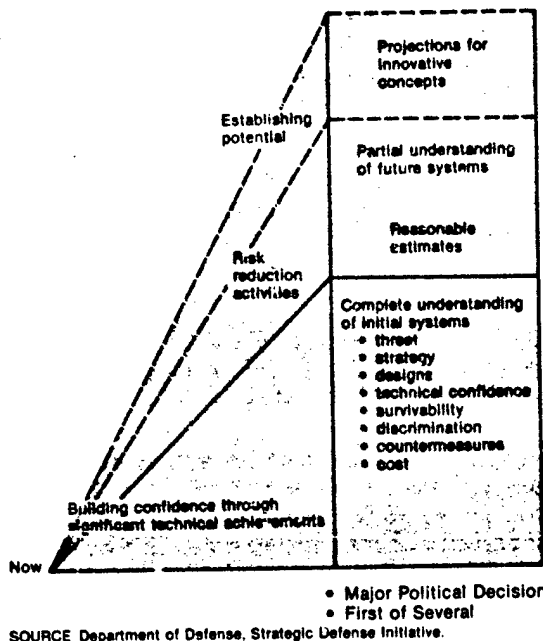 Projections for
Innovative
concepts
Establishing
potential
Partial understanding
of future systems
Reasonable
estimates
Risk
reduction
activities
Complete understanding
of initial systems
• threat
• strategy
• designs
• technical confidence
• survivability
• discrimination
• countermeasures
• cost
Building confidence through
significant technical achievements
Now
• Major Political Decision
• First of Several
SOURCE Department of Defense, Strategic Defense Initiative.